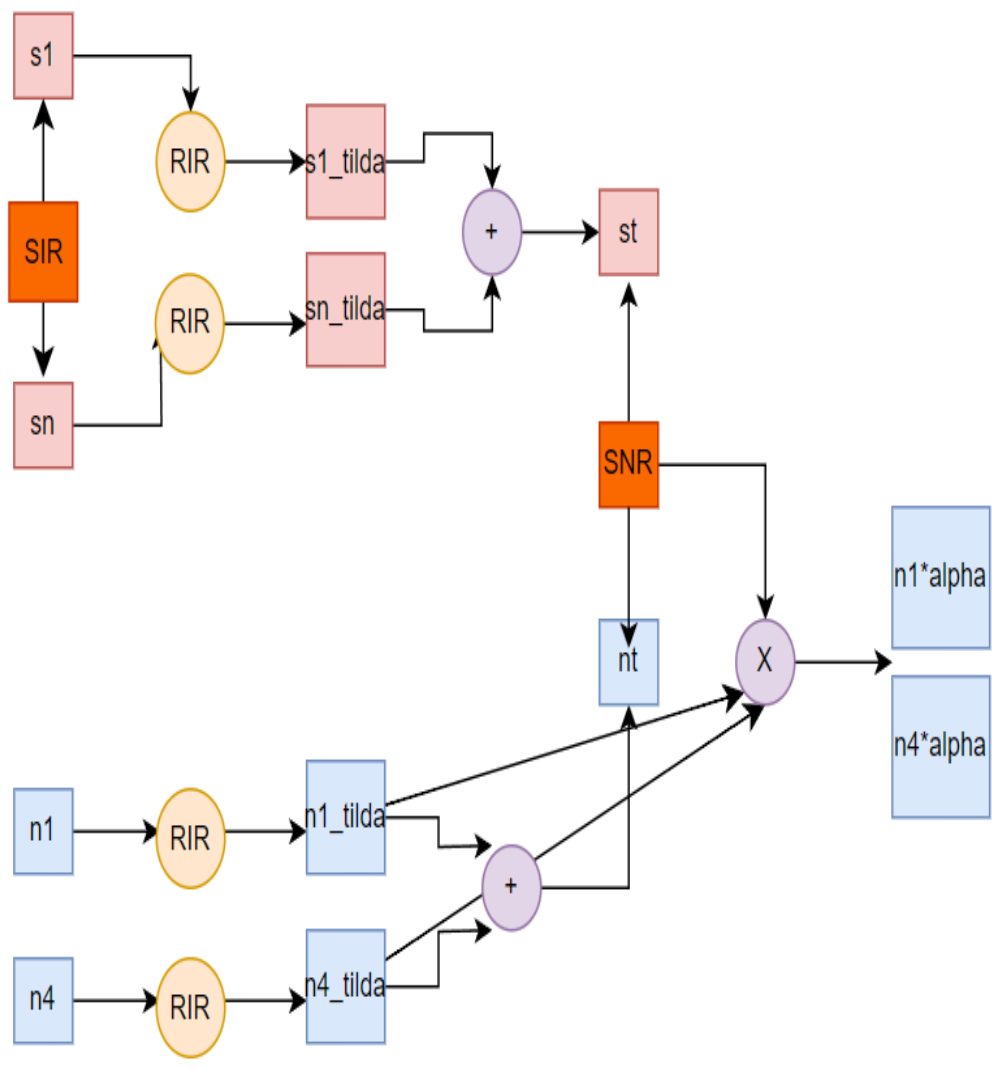 s1
RIR
s1_tilda
SIR
+
st
RIR
sn_tilda
sn
SNR
n1*alpha
nt
X
n4*alpha
n1
RIR
n1_tilda
+
n4
RIR
n4_tilda